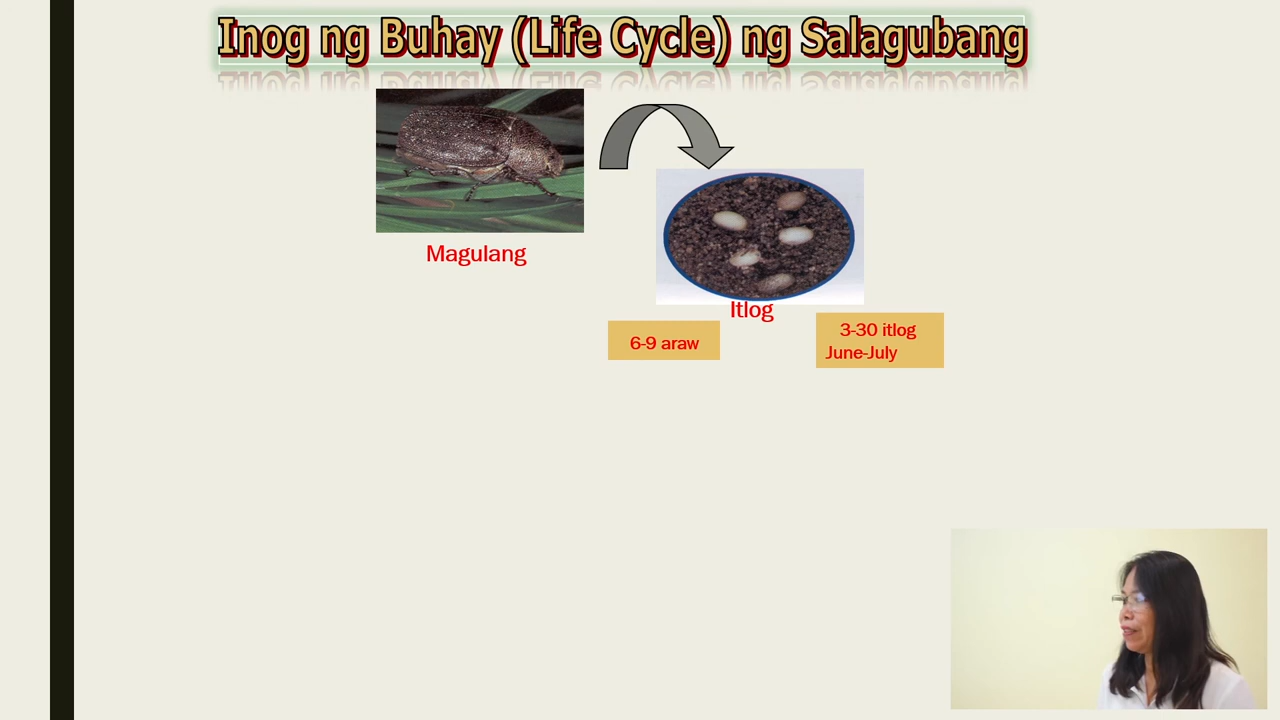 Inog ng Buhay (Life Cycle) ng Salagubang
Magulang
Itlog
6-9 araw
3-30 itlog
June-July